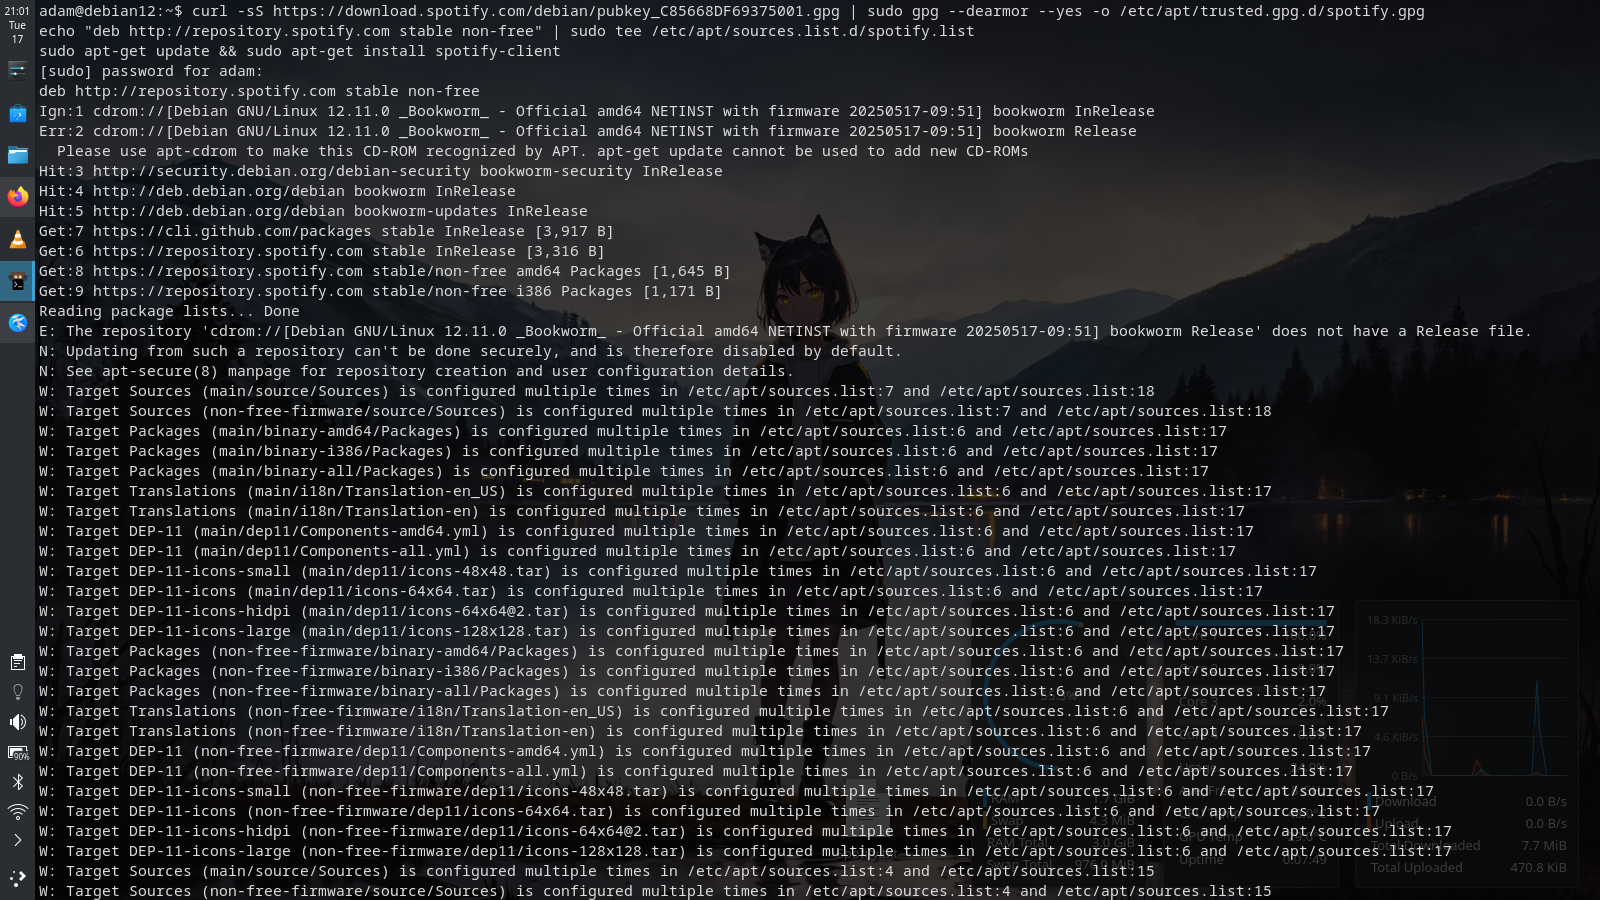 21:01
Tue
17
90%
adam@debian12:~$ curl -sS https://download.spotify.com/debian/pubkey_C85668DF69375001.gpg | sudo gpg --dearmor --yes -o /etc/apt/trusted.gpg.d/spotify.gpg
echo "deb http://repository.spotify.com stable non-free" | sudo tee /etc/apt/sources.list.d/spotify.list
sudo apt-get update && sudo apt-get install spotify-client
[sudo] password for adam:
deb http://repository.spotify.com stable non-free
Ign:1 cdrom://[Debian GNU/Linux 12.11.0 _Bookworm_ - Official amd64 NETINST with firmware 20250517-09:51] bookworm InRelease
Err:2 cdrom://[Debian GNU/Linux 12.11.0 _Bookworm_ - Official amd64 NETINST with firmware 20250517-09:51] bookworm Release
  Please use apt-cdrom to make this CD-ROM recognized by APT. apt-get update cannot be used to add new CD-ROMs
Hit:3 http://security.debian.org/debian-security bookworm-security InRelease
Hit:4 http://deb.debian.org/debian bookworm InRelease
Hit:5 http://deb.debian.org/debian bookworm-updates InRelease
Get:7 https://cli.github.com/packages stable InRelease [3,917 B]
Get:6 https://repository.spotify.com stable InRelease [3,316 B]
Get:8 https://repository.spotify.com stable/non-free amd64 Packages [1,645 B]
Get:9 https://repository.spotify.com stable/non-free i386 Packages [1,171 B]
Reading package lists... Done
E: The repository 'cdrom://[Debian GNU/Linux 12.11.0 _Bookworm_ - Official amd64 NETINST with firmware 20250517-09:51] bookworm Release' does not have a Release file.
N: Updating from such a repository can't be done securely, and is therefore disabled by default.
N: See apt-secure(8) manpage for repository creation and user configuration details.
W: Target Sources (main/source/Sources) is configured multiple times in /etc/apt/sources.list:7 and /etc/apt/sources.list:18
W: Target Sources (non-free-firmware/source/Sources) is configured multiple times in /etc/apt/sources.list:7 and /etc/apt/sources.list:18
W: Target Packages (main/binary-amd64/Packages) is configured multiple times in /etc/apt/sources.list:6 and /etc/apt/sources.list:17
W: Target Packages (main/binary-i386/Packages) is configured multiple times in /etc/apt/sources.list:6 and /etc/apt/sources.list:17
W: Target Packages (main/binary-all/Packages) is configured multiple times in /etc/apt/sources.list:6 and /etc/apt/sources.list:17
W: Target Translations (main/i18n/Translation-en_US) is configured multiple times in /etc/apt/sources.list:6 and /etc/apt/sources.list:17
W: Target Translations (main/i18n/Translation-en) is configured multiple times in /etc/apt/sources.list:6 and /etc/apt/sources.list:17
W: Target DEP-11 (main/dep11/Components-amd64.yml) is configured multiple times in /etc/apt/sources.list:6 and /etc/apt/sources.list:17
W: Target DEP-11 (main/dep11/Components-all.yml) is configured multiple times in /etc/apt/sources.list:6 and /etc/apt/sources.list:17
W: Target DEP-11-icons-small (main/dep11/icons-48x48.tar) is configured multiple times in /etc/apt/sources.list:6 and /etc/apt/sources.list:17
W: Target DEP-11-icons (main/dep11/icons-64x64.tar) is configured multiple times in /etc/apt/sources.list:6 and /etc/apt/sources.list:17
W: Target DEP-11-icons-hidpi (main/dep11/icons-64x64@2.tar) is configured multiple times in /etc/apt/sources.list:6 and /etc/apt/sources.list:17
W: Target DEP-11-icons-large (main/dep11/icons-128x128.tar) is configured multiple times in /etc/apt/sources.list:6 and /etc/apt/sources.list:17
W: Target Packages (non-free-firmware/binary-amd64/Packages) is configured multiple times in /etc/apt/sources.list:6 and /etc/apt/sources.list:17
W: Target Packages (non-free-firmware/binary-i386/Packages) is configured multiple times in /etc/apt/sources.list:6 and /etc/apt/sources.list:17
W: Target Packages (non-free-firmware/binary-all/Packages) is configured multiple times in /etc/apt/sources.list:6 and /etc/apt/sources.list:17
W: Target Translations (non-free-firmware/i18n/Translation-en_US) is configured multiple times in /etc/apt/sources.list:6 and /etc/apt/sources.list:17
W: Target Translations (non-free-firmware/i18n/Translation-en) is configured multiple times in /etc/apt/sources.list:6 and /etc/apt/sources.list:17
W: Target DEP-11 (non-free-firmware/dep11/Components-amd64.yml) is configured multiple times in /etc/apt/sources.list:6 and /etc/apt/sources.list:17
W: Target DEP-11 (non-free-firmware/dep11/Components-all.yml) is configured multiple times in /etc/apt/sources.list:6 and /etc/apt/sources.list:17
W: Target DEP-11-icons-small (non-free-firmware/dep11/icons-48x48.tar) is configured multiple times in /etc/apt/sources.list:6 and /etc/apt/sources.list:17
W: Target DEP-11-icons (non-free-firmware/dep11/icons-64x64.tar) is configured multiple times in /etc/apt/sources.list:6 and /etc/apt/sources.list:17
W: Target DEP-11-icons-hidpi (non-free-firmware/dep11/icons-64x64@2.tar) is configured multiple times in /etc/apt/sources.list:6 and /etc/apt/sources.list:17
W: Target DEP-11-icons-large (non-free-firmware/dep11/icons-128x128.tar) is configured multiple times in /etc/apt/sources.list:6 and /etc/apt/sources.list:17
W: Target Sources (main/source/Sources) is configured multiple times in /etc/apt/sources.list:4 and /etc/apt/sources.list:15
W: Target Sources (non-free-firmware/source/Sources) is configured multiple times in /etc/apt/sources.list:4 and /etc/apt/sources.list:15
Core 3 2.0%
RAM 1.7 GiB
Swap 4.3 MiB
RAM Total 3.0 GiB
Swap Total 976.0 MiB
Uptime 0:07:49
18.3 KiB/s
13.7 KiB/s
9.1 KiB/s
4.6 KiB/s
0 B/s
Download 0.0 B/s
Upload 0.0 B/s
Total Downloaded 7.7 MiB
Total Uploaded 470.8 KiB